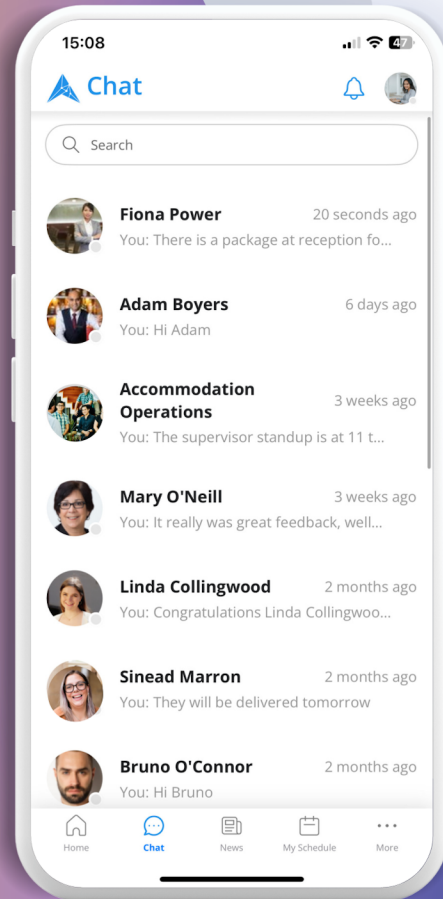 15:08
47
Chat
Search
Fiona Power
20 seconds ago
You: There is a package at reception fo...
Adam Boyers
6 days ago
You: Hi Adam
Accommodation
Operations
3 weeks ago
You: The supervisor standup is at 11 t...
Mary O'Neill
3 weeks ago
You: It really was great feedback, well...
Linda Collingwood
2 months ago
You: Congratulations Linda Collingwoo...
Sinead Marron
2 months ago
You: They will be delivered tomorrow
Bruno O'Connor
2 months ago
You: Hi Bruno
Home
Chat
News
My Schedule
More